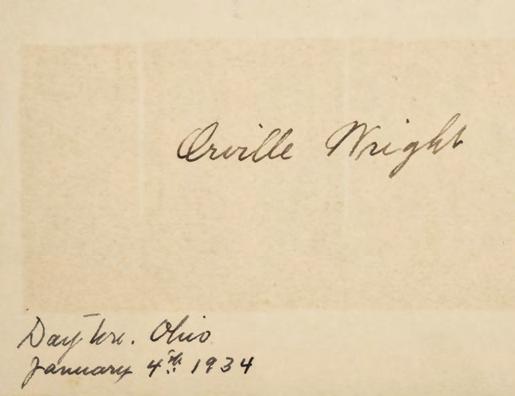 Orville Wright
Dayton. Ohio
January 4th 1934